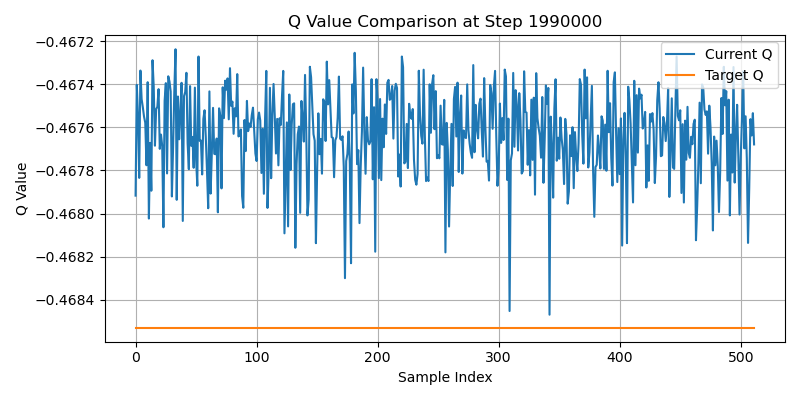 Q Value Comparison at Step 1990000
Current Q
Target Q
Q Value
−0.4672
−0.4674
−0.4676
−0.4678
−0.4680
−0.4682
−0.4684
0 100 200 300 400 500
Sample Index